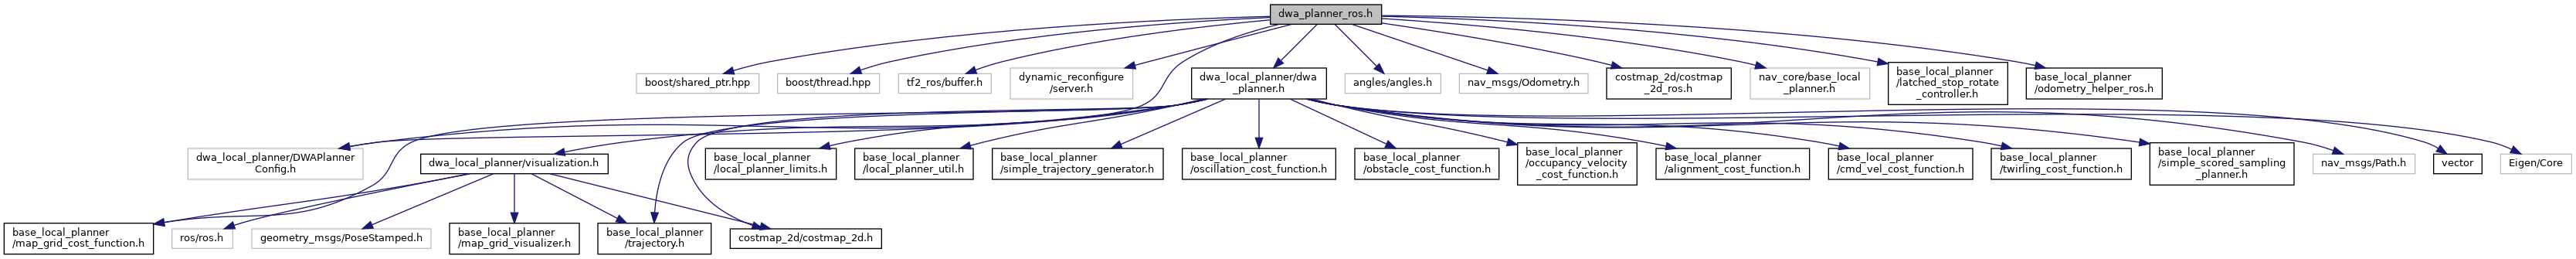 dwa_planner_ros.h
boost/shared_ptr.hpp
boost/thread.hpp
tf2_ros/buffer.h
dynamic_reconfigure
/server.h
dwa_local_planner/dwa
_planner.h
angles/angles.h
nav_msgs/Odometry.h
costmap_2d/costmap
_2d_ros.h
nav_core/base_local
_planner.h
base_local_planner
/latched_stop_rotate
_controller.h
base_local_planner
/odometry_helper_ros.h
dwa_local_planner/DWAPlanner
Config.h
dwa_local_planner/visualization.h
base_local_planner
/local_planner_limits.h
base_local_planner
/local_planner_util.h
base_local_planner
/simple_trajectory_generator.h
base_local_planner
/oscillation_cost_function.h
base_local_planner
/obstacle_cost_function.h
base_local_planner
/occupancy_velocity
_cost_function.h
base_local_planner
/alignment_cost_function.h
base_local_planner
/cmd_vel_cost_function.h
base_local_planner
/twirling_cost_function.h
base_local_planner
/simple_scored_sampling
_planner.h
nav_msgs/Path.h
vector
Eigen/Core
base_local_planner
/map_grid_cost_function.h
ros/ros.h
geometry_msgs/PoseStamped.h
base_local_planner
/map_grid_visualizer.h
base_local_planner
/trajectory.h
costmap_2d/costmap_2d.h